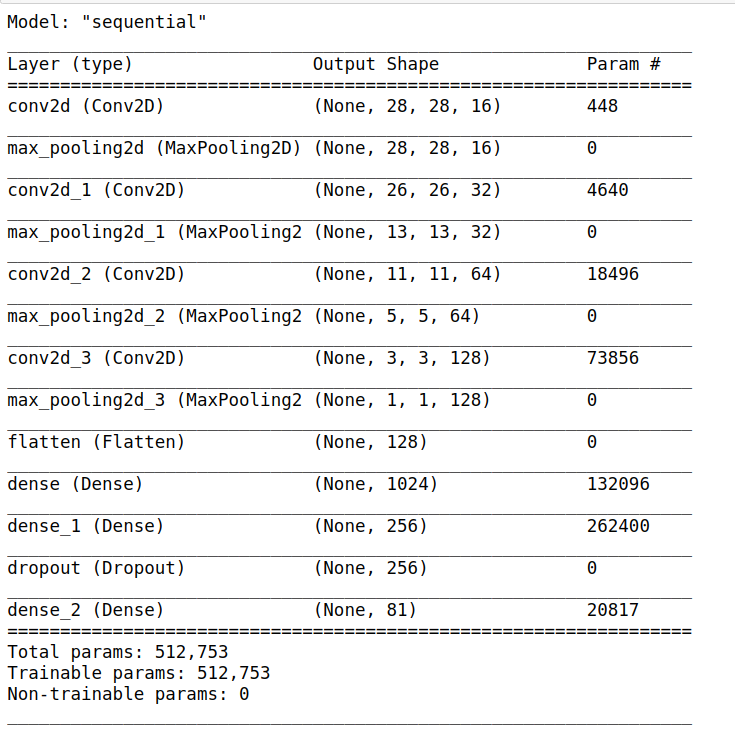 Model: "sequential"
Layer (type) Output Shape Param #
conv2d (Conv2D) (None, 28, 28, 16) 448
max_pooling2d (MaxPooling2D) (None, 28, 28, 16) 0
conv2d_1 (Conv2D) (None, 26, 26, 32) 4640
max_pooling2d_1 (MaxPooling2 (None, 13, 13, 32) 0
conv2d_2 (Conv2D) (None, 11, 11, 64) 18496
max_pooling2d_2 (MaxPooling2 (None, 5, 5, 64) 0
conv2d_3 (Conv2D) (None, 3, 3, 128) 73856
max_pooling2d_3 (MaxPooling2 (None, 1, 1, 128) 0
flatten (Flatten) (None, 128) 0
dense (Dense) (None, 1024) 132096
dense_1 (Dense) (None, 256) 262400
dropout (Dropout) (None, 256) 0
dense_2 (Dense) (None, 81) 20817
Total params: 512,753
Trainable params: 512,753
Non-trainable params: 0